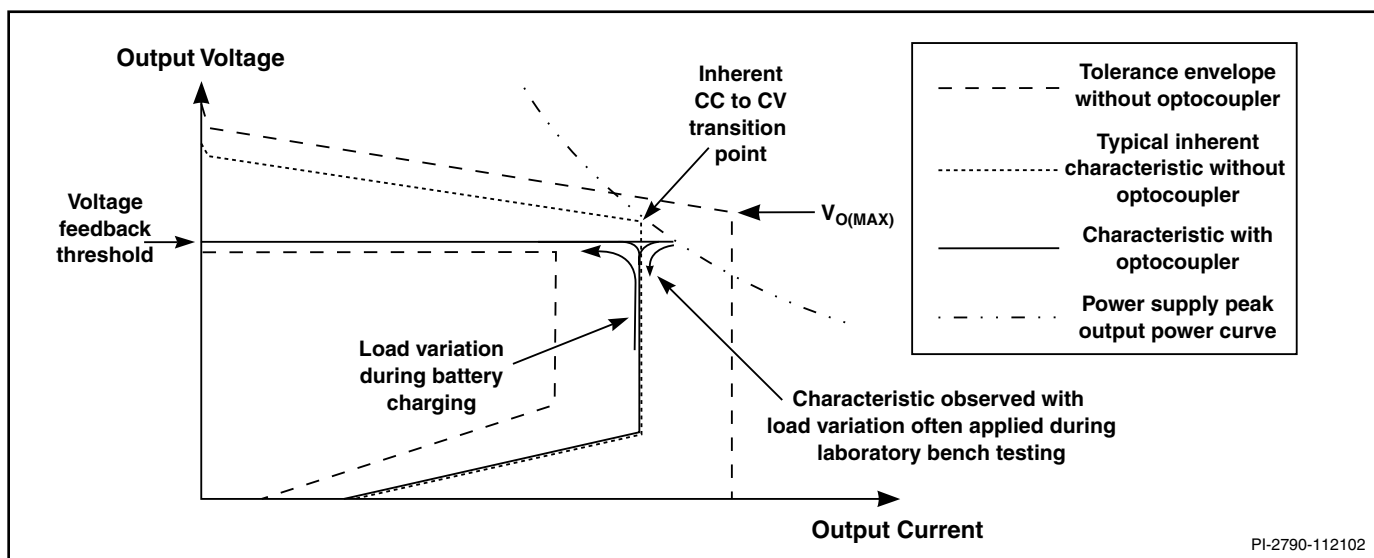 Output Voltage
Inherent
CC to CV
transition
point
Tolerance envelope
without optocoupler
Typical inherent
characteristic without
optocoupler
Characteristic with
optocoupler
Power supply peak
output power curve
Voltage
feedback
threshold
VO(MAX)
Load variation
during battery
charging
Characteristic observed with
load variation often applied during
laboratory bench testing
Output Current
PI-2790-112102